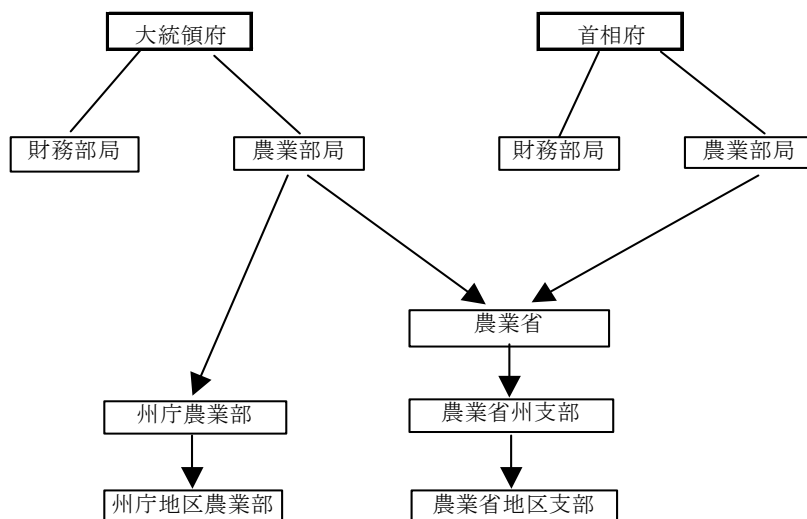 大統領府
首相府
財務部局
農業部局
財務部局
農業部局
農業省
州庁農業部
農業省州支部
州庁地区農業部
農業省地区支部